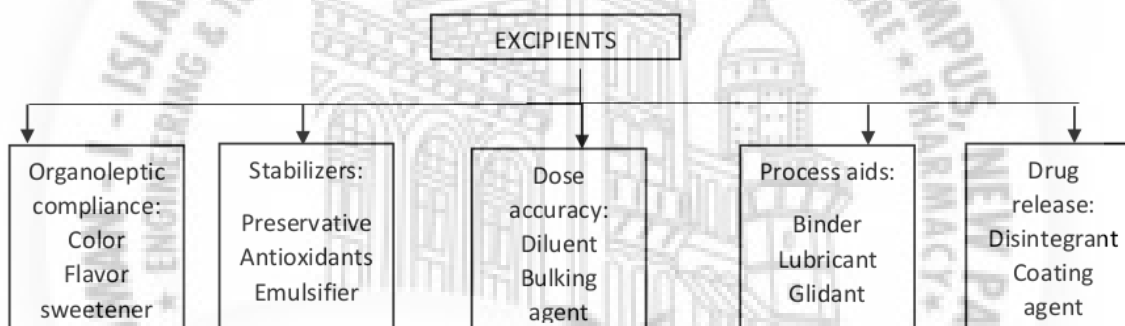 EXCIPIENTS
Organoleptic
compliance:
Color
Flavor
sweetener
Stabilizers:
Preservative
Antioxidants
Emulsifier
Dose
accuracy:
Diluent
Bulking
agent
Process aids:
Binder
Lubricant
Glidant
Drug
release:
Disintegrant
Coating
agent